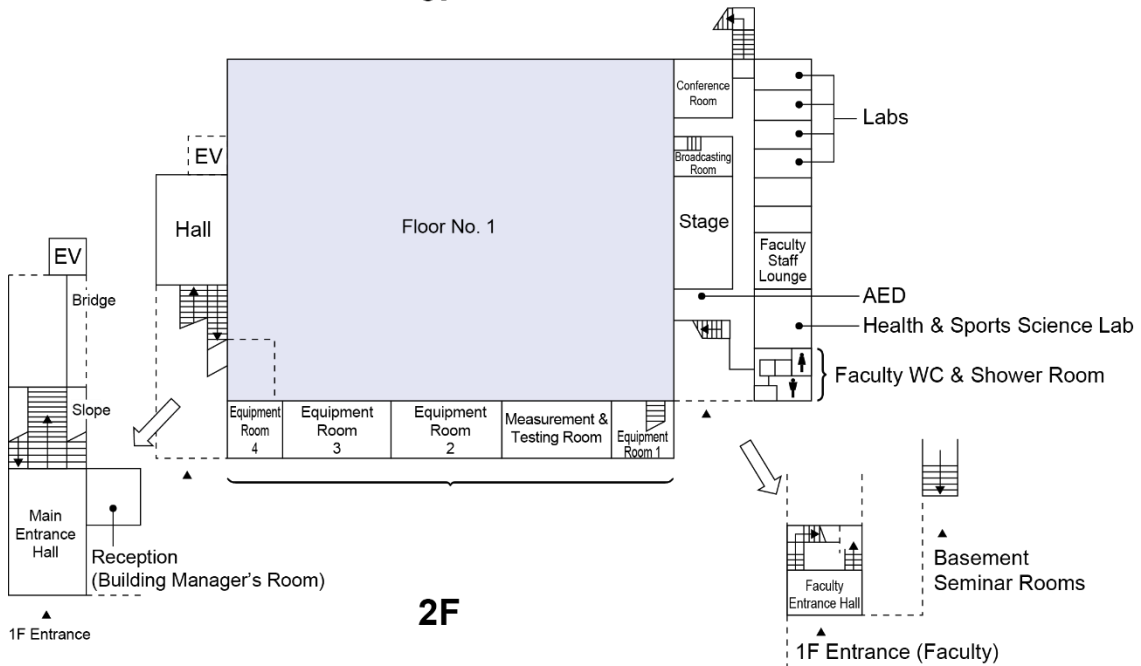 Conference
Room
Labs
EV
Broadcasting
Room
Hall
Floor No. 1
Stage
Faculty
Staff
Lounge
EV
Bridge
AED
Health & Sports Science Lab
Faculty WC & Shower Room
Slope
Equipment
Room
4
Equipment
Room
3
Equipment
Room
2
Measurement &
Testing Room
Equipment
Room 1
Main
Entrance
Hall
Reception
(Building Manager's Room)
Basement
Seminar Rooms
Faculty
Entrance Hall
2F
1F Entrance
1F Entrance (Faculty)